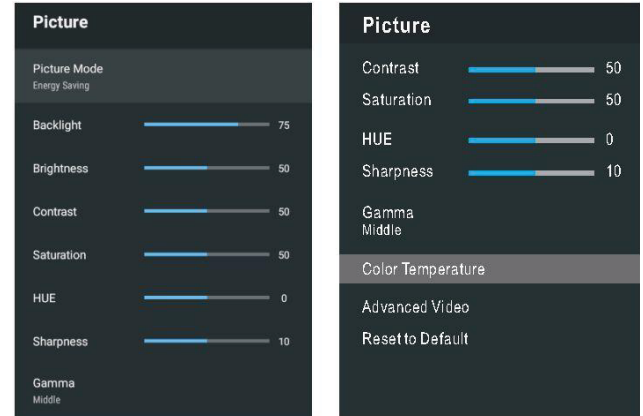 Picture
Picture Mode
Energy Saving
Backlight 75
Brightness 50
Contrast 50
Saturation 50
HUE 0
Sharpness 10
Gamma
Middle
Picture
Contrast 50
Saturation 50
HUE 0
Sharpness 10
Gamma
Middle
Color Temperature
Advanced Video
Reset to Default